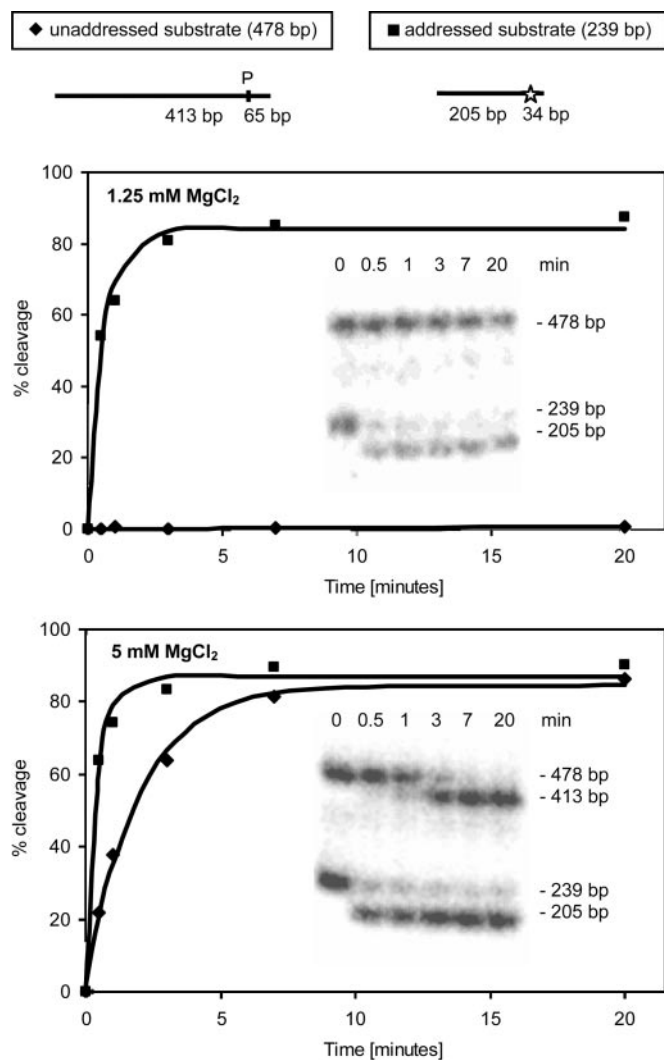 unaddressed substrate (478 bp)
addressed substrate (239 bp)
P
413 bp 65 bp
205 bp 34 bp
1.25 mM MgCl₂
% cleavage
100
80
60
40
20
0
0 0.5 1 3 7 20 min
- 478 bp
- 239 bp
- 205 bp
0 5 10 15 20
Time [minutes]
5 mM MgCl₂
% cleavage
100
80
60
40
20
0
0 0.5 1 3 7 20 min
- 478 bp
- 413 bp
- 239 bp
- 205 bp
0 5 10 15 20
Time [minutes]